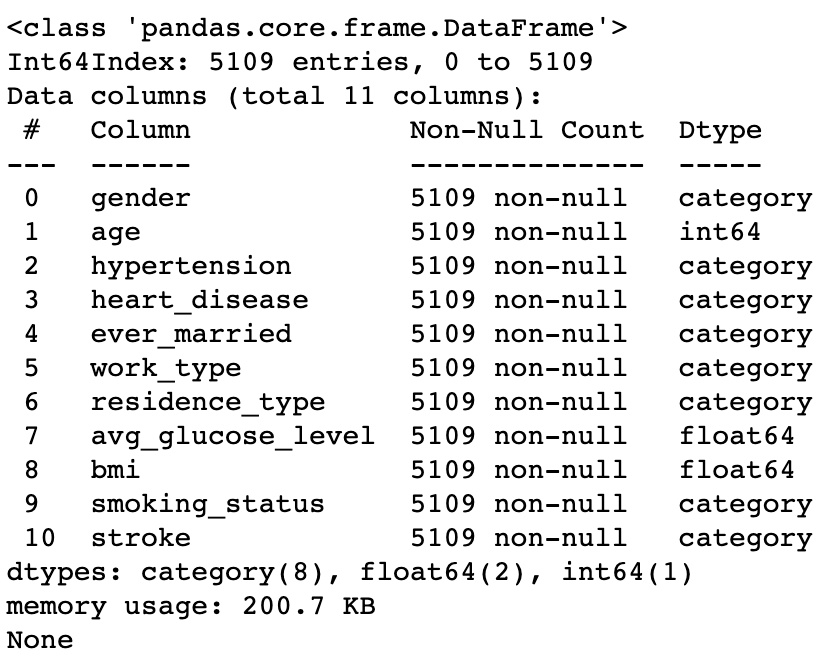 <class 'pandas.core.frame.DataFrame'>
Int64Index: 5109 entries, 0 to 5109
Data columns (total 11 columns):
 #   Column             Non-Null Count  Dtype
---  ------             --------------  -----
 0   gender             5109 non-null   category
 1   age                5109 non-null   int64
 2   hypertension       5109 non-null   category
 3   heart_disease      5109 non-null   category
 4   ever_married       5109 non-null   category
 5   work_type          5109 non-null   category
 6   residence_type     5109 non-null   category
 7   avg_glucose_level  5109 non-null   float64
 8   bmi                5109 non-null   float64
 9   smoking_status     5109 non-null   category
 10  stroke             5109 non-null   category
dtypes: category(8), float64(2), int64(1)
memory usage: 200.7 KB
None